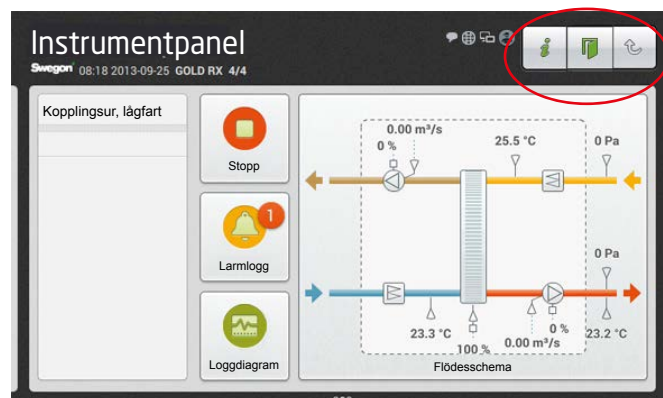 Instrumentpanel
Swegon 08:18 2013-09-25 GOLD RX 4/4
i
Kopplingsur, lågfart
Stopp
1
Larmlogg
Loggdiagram
0.00 m³/s
0 %
25.5 °C
0 Pa
0 Pa
23.3 °C
100 %
0.00 m³/s
0 %
23.2 °C
Flödesschema